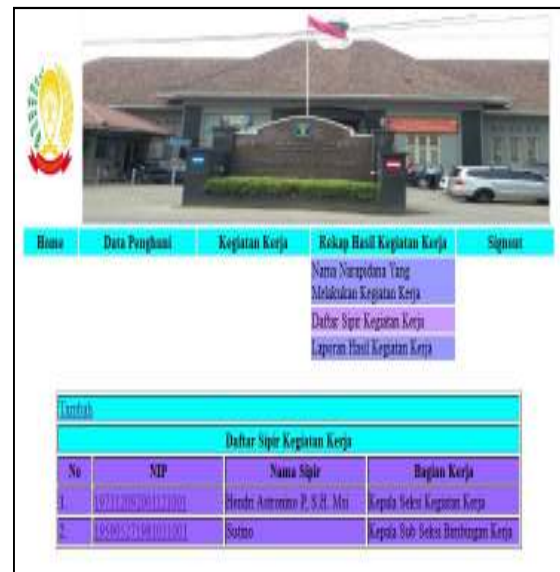 Home Data Penghuni Kegiatan Kerja Rekap Hasil Kegiatan Kerja Signout
Nama Narapidana Yang
Melakukan Kegiatan Kerja
Daftar Sipir Kegiatan Kerja
Laporan Hasil Kegiatan Kerja
Tambah
Daftar Sipir Kegiatan Kerja
No NIP Nama Sipir Bagian Kerja
1. Hendri P, S.H. Kepala Seksi Kegiatan Kerja
2. Sutino Kepala Sub Seksi Bimbingan Kerja